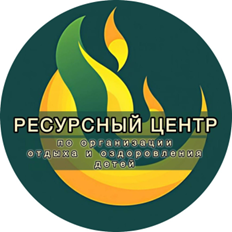 РЕСУРСНЫЙ ЦЕНТР
по организации
отдыха и оздоровления
детей